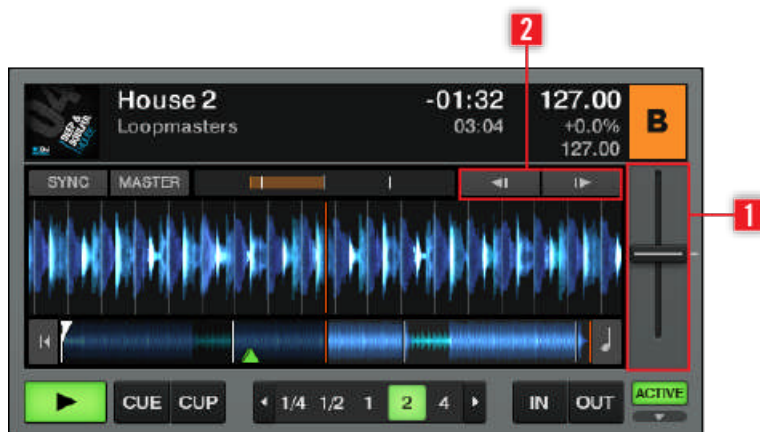 2
House 2
-01:32
127.00
B
Loopmasters
03:04
+0.0%
127.00
SYNC
MASTER
1
CUE
CUP
1/4
1/2
1
2
4
IN
OUT
ACTIVE